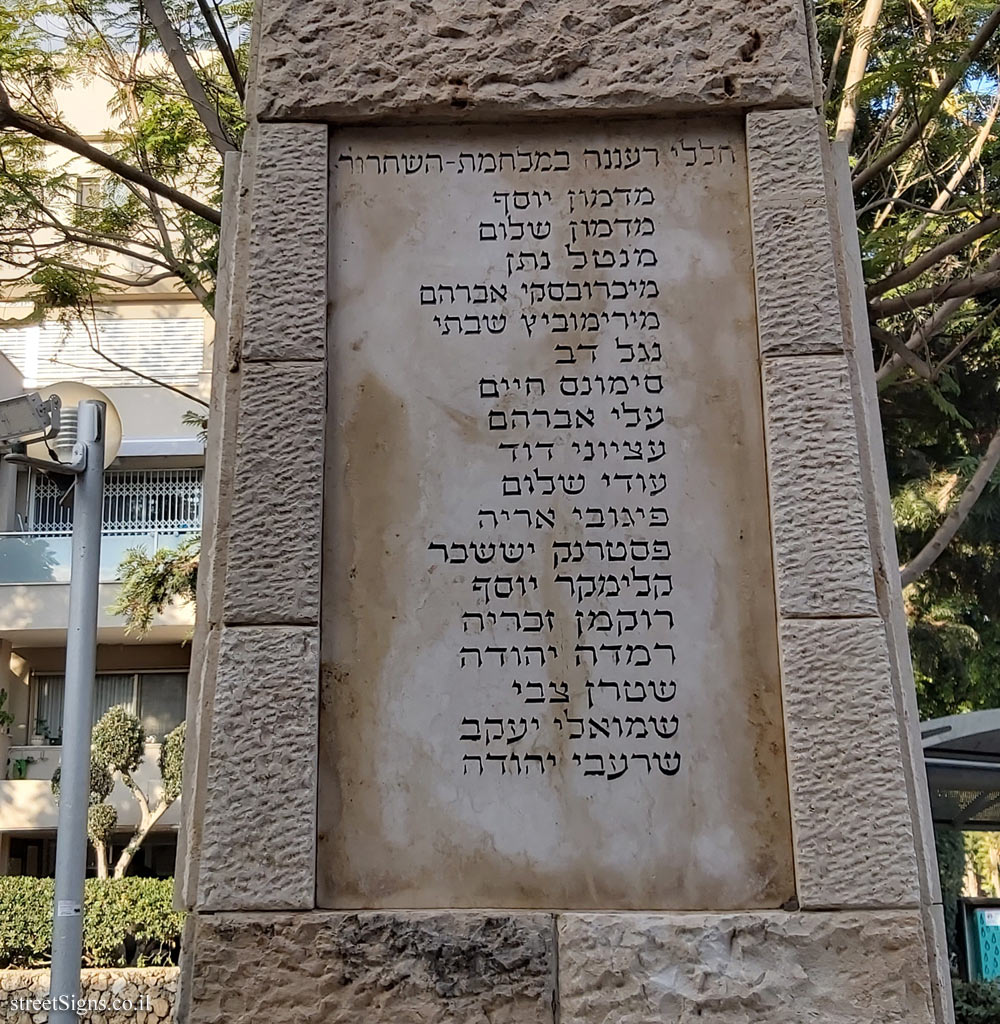 חללי רעננה במלחמת-השחרור
מדמון יוסף
מדמון שלום
מנטל נתן
מיכרובסקי אברהם
מירימוביץ שבתי
נגל דב
סימונס חיים
עלי אברהם
עציוני דוד
עודי שלום
פיגובי אריה
פסטרנק יששכר
קלימקר יוסף
רוקמן זכריה
רמדה יהודה
שטרן צבי
שמואלי יעקב
שרעבי יהודה
streetSigns.co.il